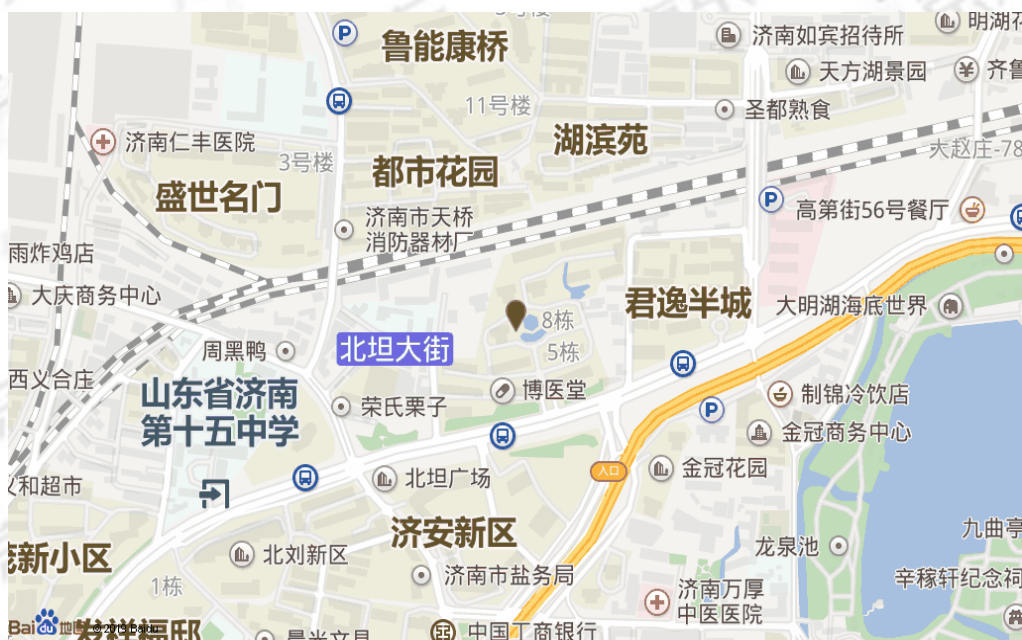 P
鲁能康桥
济南如宾招待所
天方湖景园
¥
11号楼
圣都熟食
济南仁丰医院
3号楼
湖滨苑
大赵庄-78
都市花园
盛世名门
P
高第街56号餐厅
济南市天桥
消防器材厂
雨炸鸡店
大庆商务中心
君逸半城
大明湖海底世界
8栋
北坦大街
5栋
周黑鸭
西义合庄
博医堂
山东省济南
第十五中学
荣氏栗子
制锦冷饮店
P
金冠商务中心
入口
金冠花园
北坦广场
义和超市
济安新区
九曲亭
龙泉池
北刘新区
新小区
1栋
济南市盐务局
辛稼轩纪念祠
济南万厚
中医医院
Bai du 地图
© 2015 Baidu
中国工商银行